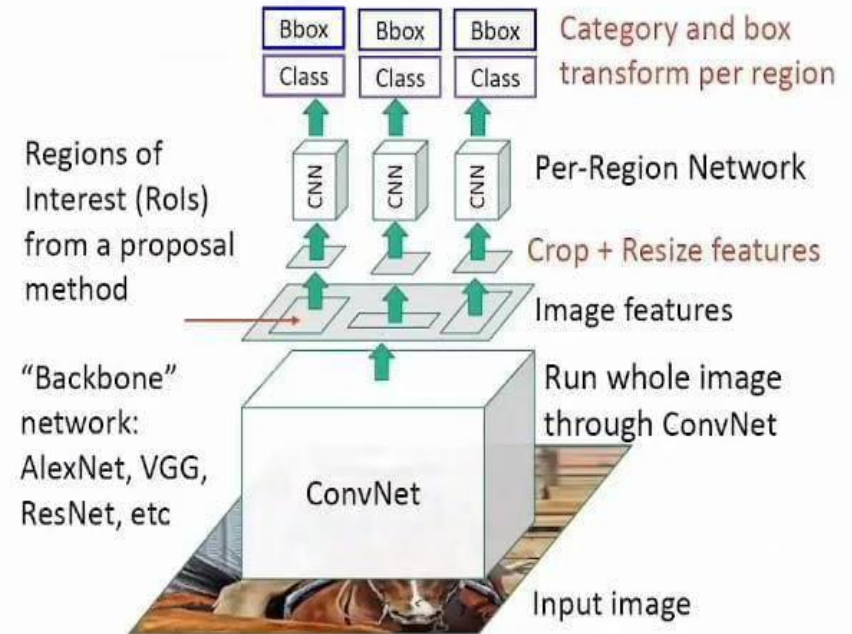 Bbox
Bbox
Bbox
Class
Class
Class
Category and box
transform per region
CNN
CNN
CNN
Per-Region Network
Regions of
Interest (RoIs)
from a proposal
method
Crop + Resize features
Image features
“Backbone”
network:
AlexNet, VGG,
ResNet, etc
ConvNet
Run whole image
through ConvNet
Input image